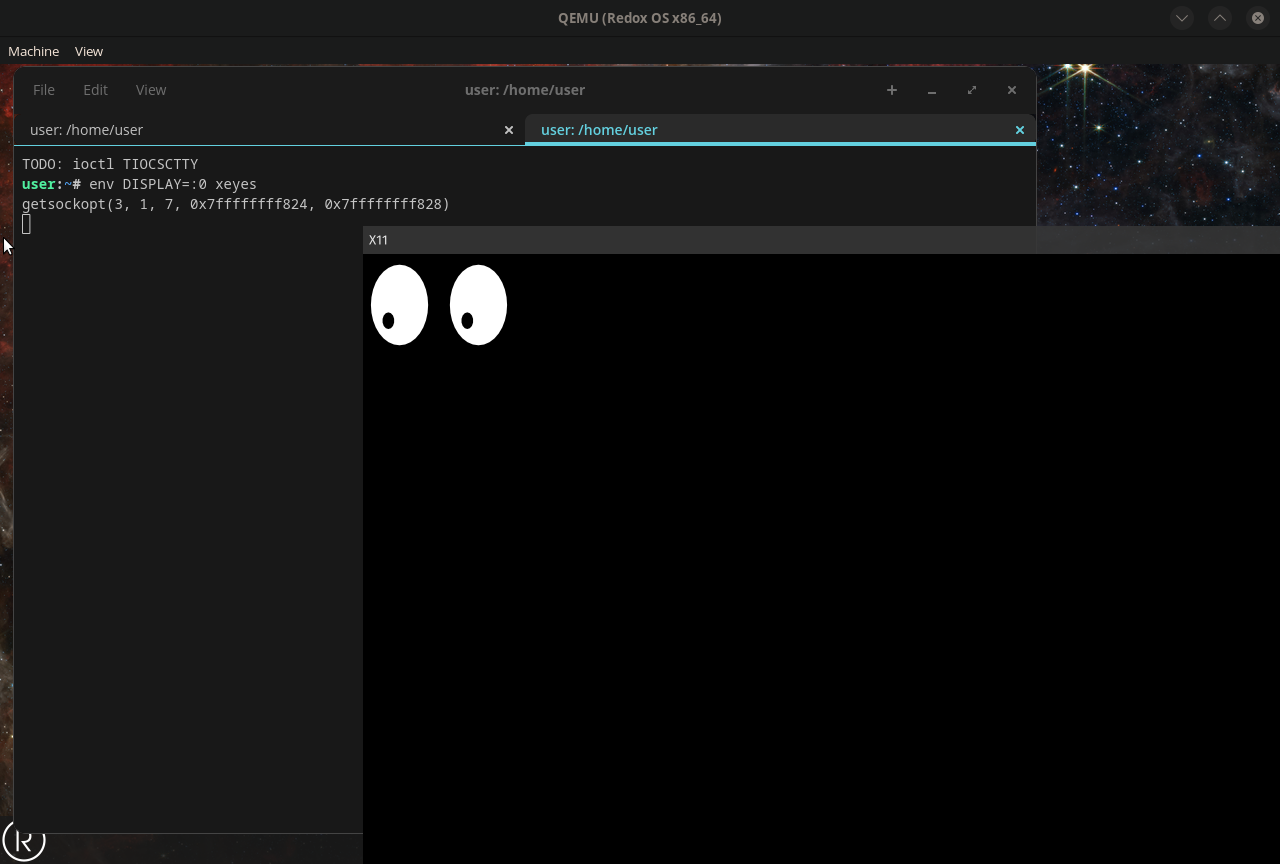 QEMU (Redox OS x86_64)
Machine View
File Edit View user: /home/user
user: /home/user user: /home/user
TODO: ioctl TIOCSCTTY
user:~# env DISPLAY=:0 xeyes
getsockopt(3, 1, 7, 0x7ffffffff824, 0x7ffffffff828)
X11
R